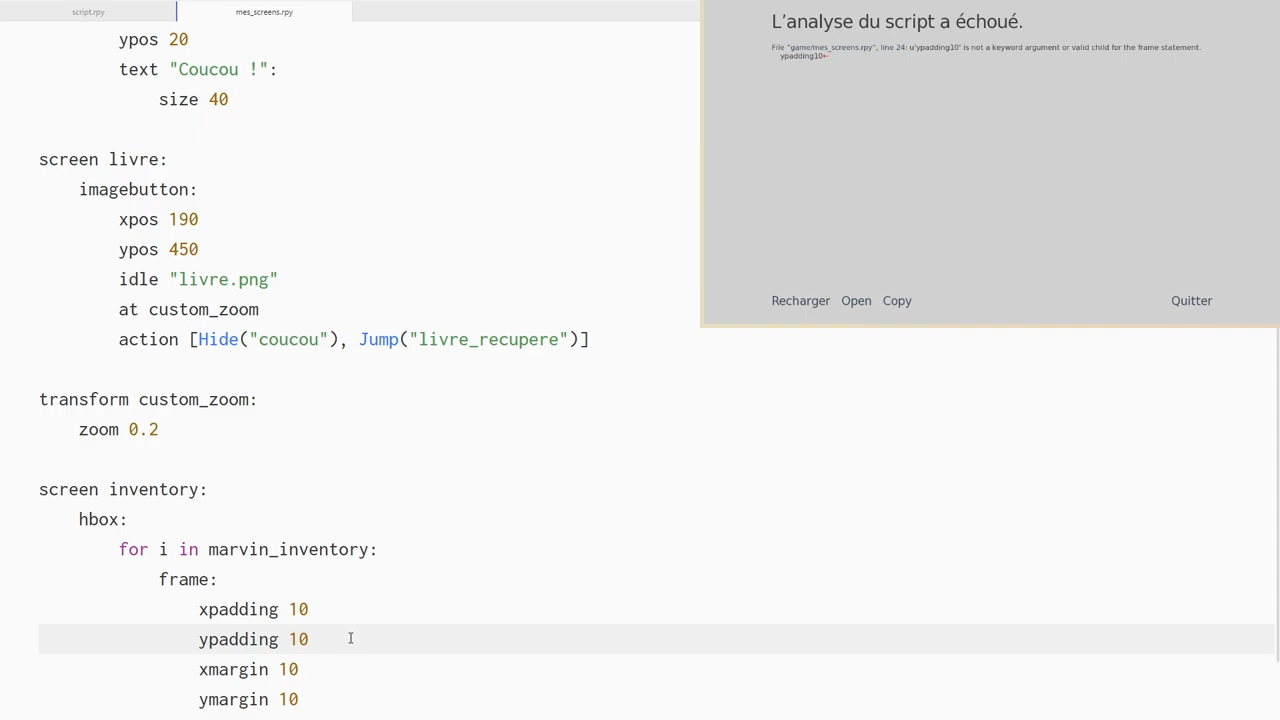 script.rpy
mes_screens.rpy
ypos 20
text "Coucou !":
size 40
screen livre:
imagebutton:
xpos 190
ypos 450
idle "livre.png"
at custom_zoom
action [Hide("coucou"), Jump("livre_recupere")]
transform custom_zoom:
zoom 0.2
screen inventory:
hbox:
for i in marvin_inventory:
frame:
xpadding 10
ypadding 10
xmargin 10
ymargin 10
L'analyse du script a échoué.
File "game/mes_screens.rpy", line 24: u'ypadding10' is not a keyword argument or valid child for the frame statement.
ypadding10
Recharger Open Copy Quitter